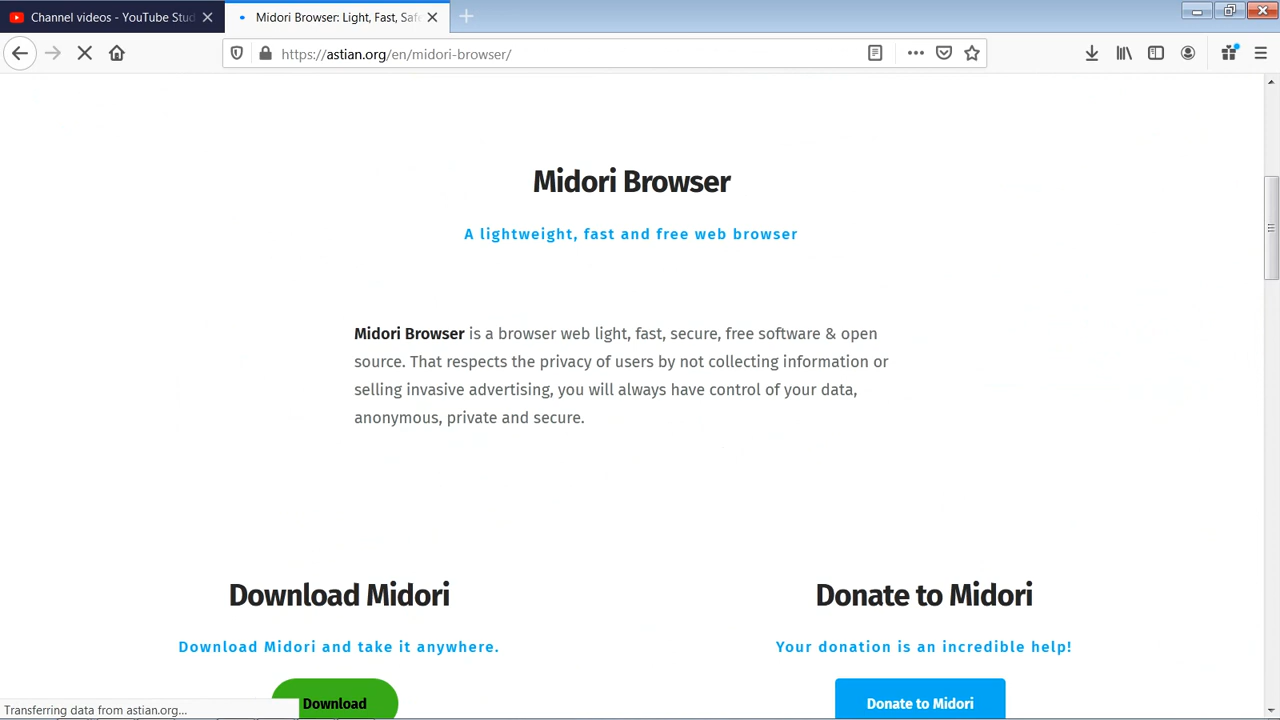 Channel videos - YouTube Stud
Midori Browser: Light, Fast, Safe
https://astian.org/en/midori-browser/
Midori Browser
A lightweight, fast and free web browser
Midori Browser is a browser web light, fast, secure, free software & open
source. That respects the privacy of users by not collecting information or
selling invasive advertising, you will always have control of your data,
anonymous, private and secure.
Download Midori
Donate to Midori
Download Midori and take it anywhere.
Your donation is an incredible help!
Download
Donate to Midori
Transferring data from astian.org...